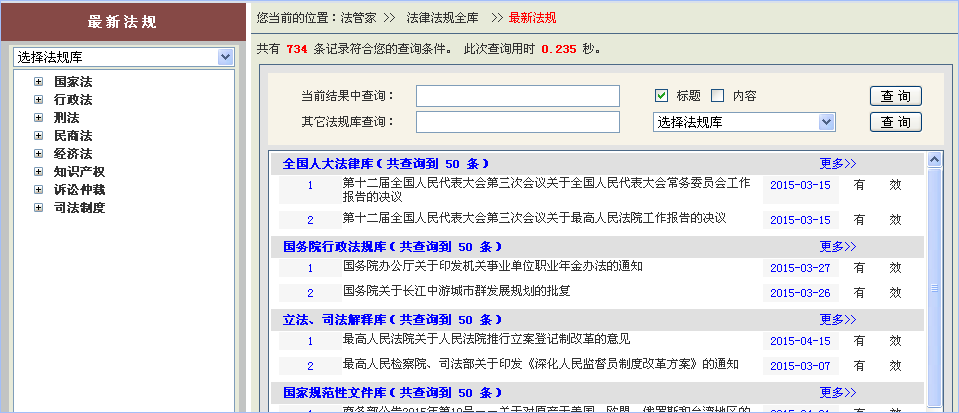 最新法规
选择法规库
国家法
行政法
刑法
民商法
经济法
知识产权
诉讼仲裁
司法制度
您当前的位置：法管家 >> 法律法规全库 >> 最新法规
共有 734 条记录符合您的查询条件。 此次查询用时 0.235 秒。
当前结果中查询： 标题 内容 查 询
其它法规库查询： 选择法规库 查 询
全国人大法律库（共查询到 50 条） 更多>>
1 第十二届全国人民代表大会第三次会议关于全国人民代表大会常务委员会工作 2015-03-15 有 效
报告的决议
2 第十二届全国人民代表大会第三次会议关于最高人民法院工作报告的决议 2015-03-15 有 效
国务院行政法规库（共查询到 50 条） 更多>>
1 国务院办公厅关于印发机关事业单位职业年金办法的通知 2015-03-27 有 效
2 国务院关于长江中游城市群发展规划的批复 2015-03-26 有 效
立法、司法解释库（共查询到 50 条） 更多>>
1 最高人民法院关于人民法院推行立案登记制改革的意见 2015-04-15 有 效
2 最高人民检察院、司法部关于印发《深化人民监督员制度改革方案》的通知 2015-03-07 有 效
国家规范性文件库（共查询到 50 条） 更多>>
商务部公告2015年第10号——关于对原产于美国、欧盟、俄罗斯和台湾地区的